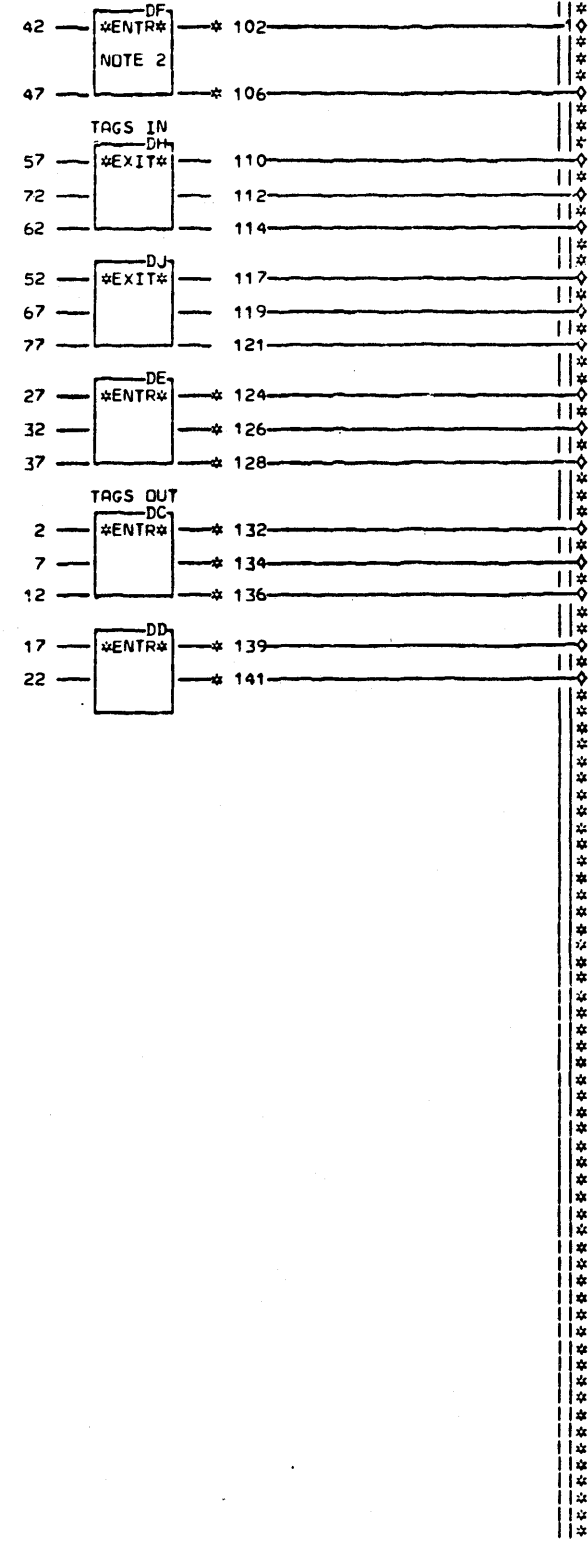 DF
42 *ENTR* * 102
NOTE 2
47 * 106
TAGS IN
DH
57 *EXIT* 110
72 112
62 114
DJ
52 *EXIT* 117
67 119
77 121
DE
27 *ENTR* * 124
32 * 126
37 * 128
TAGS OUT
DC
2 *ENTR* * 132
7 * 134
12 * 136
DD
17 *ENTR* * 139
22 * 141